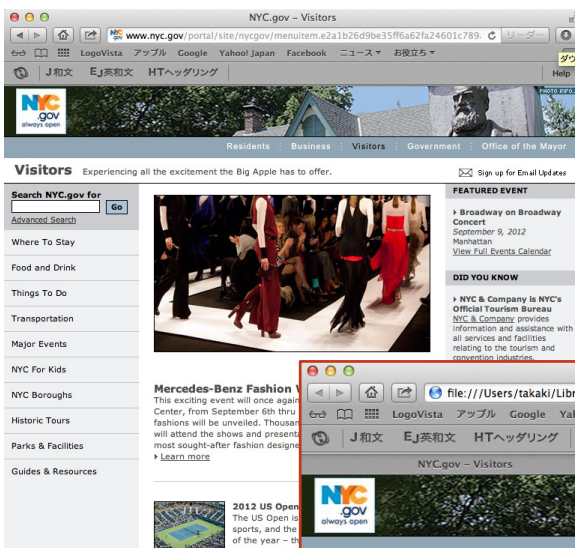 NYC.gov – Visitors
www.nyc.gov/portal/site/nycgov/menuitem.e2a1b26d9be35ff6a62fa24601c789
リーダー
LogoVista アップル Google Yahoo! Japan Facebook ニュース お役立ち
J和文 EJ英和文 HTヘッダリング
Help
NYC
.gov
always open
PHOTO INFO
Residents Business Visitors Government Office of the Mayor
Visitors Experiencing all the excitement the Big Apple has to offer.
Sign up for Email Updates
Search NYC.gov for
Go
Advanced Search
Where To Stay
Food and Drink
Things To Do
Transportation
Major Events
NYC For Kids
NYC Boroughs
Historic Tours
Parks & Facilities
Guides & Resources
Mercedes-Benz Fashion
This exciting event will once again
Center, from September 6th thru
fashions will be unveiled. Thousan
will attend the shows and present
most sought-after fashion designe
Learn more
2012 US Open
The US Open is
sports, and the
of the year – th
FEATURED EVENT
Broadway on Broadway
Concert
September 9, 2012
Manhattan
View Full Events Calendar
DID YOU KNOW
NYC & Company is NYC's
Official Tourism Bureau
NYC & Company provides
information and assistance with
all services and facilities
relating to the tourism and
convention industries.
file:///Users/takaki/Libr
LogoVista アップル Google Yah
J和文 EJ英和文 HTヘッダリング
NYC.gov – Visitors
NYC
.gov
always open